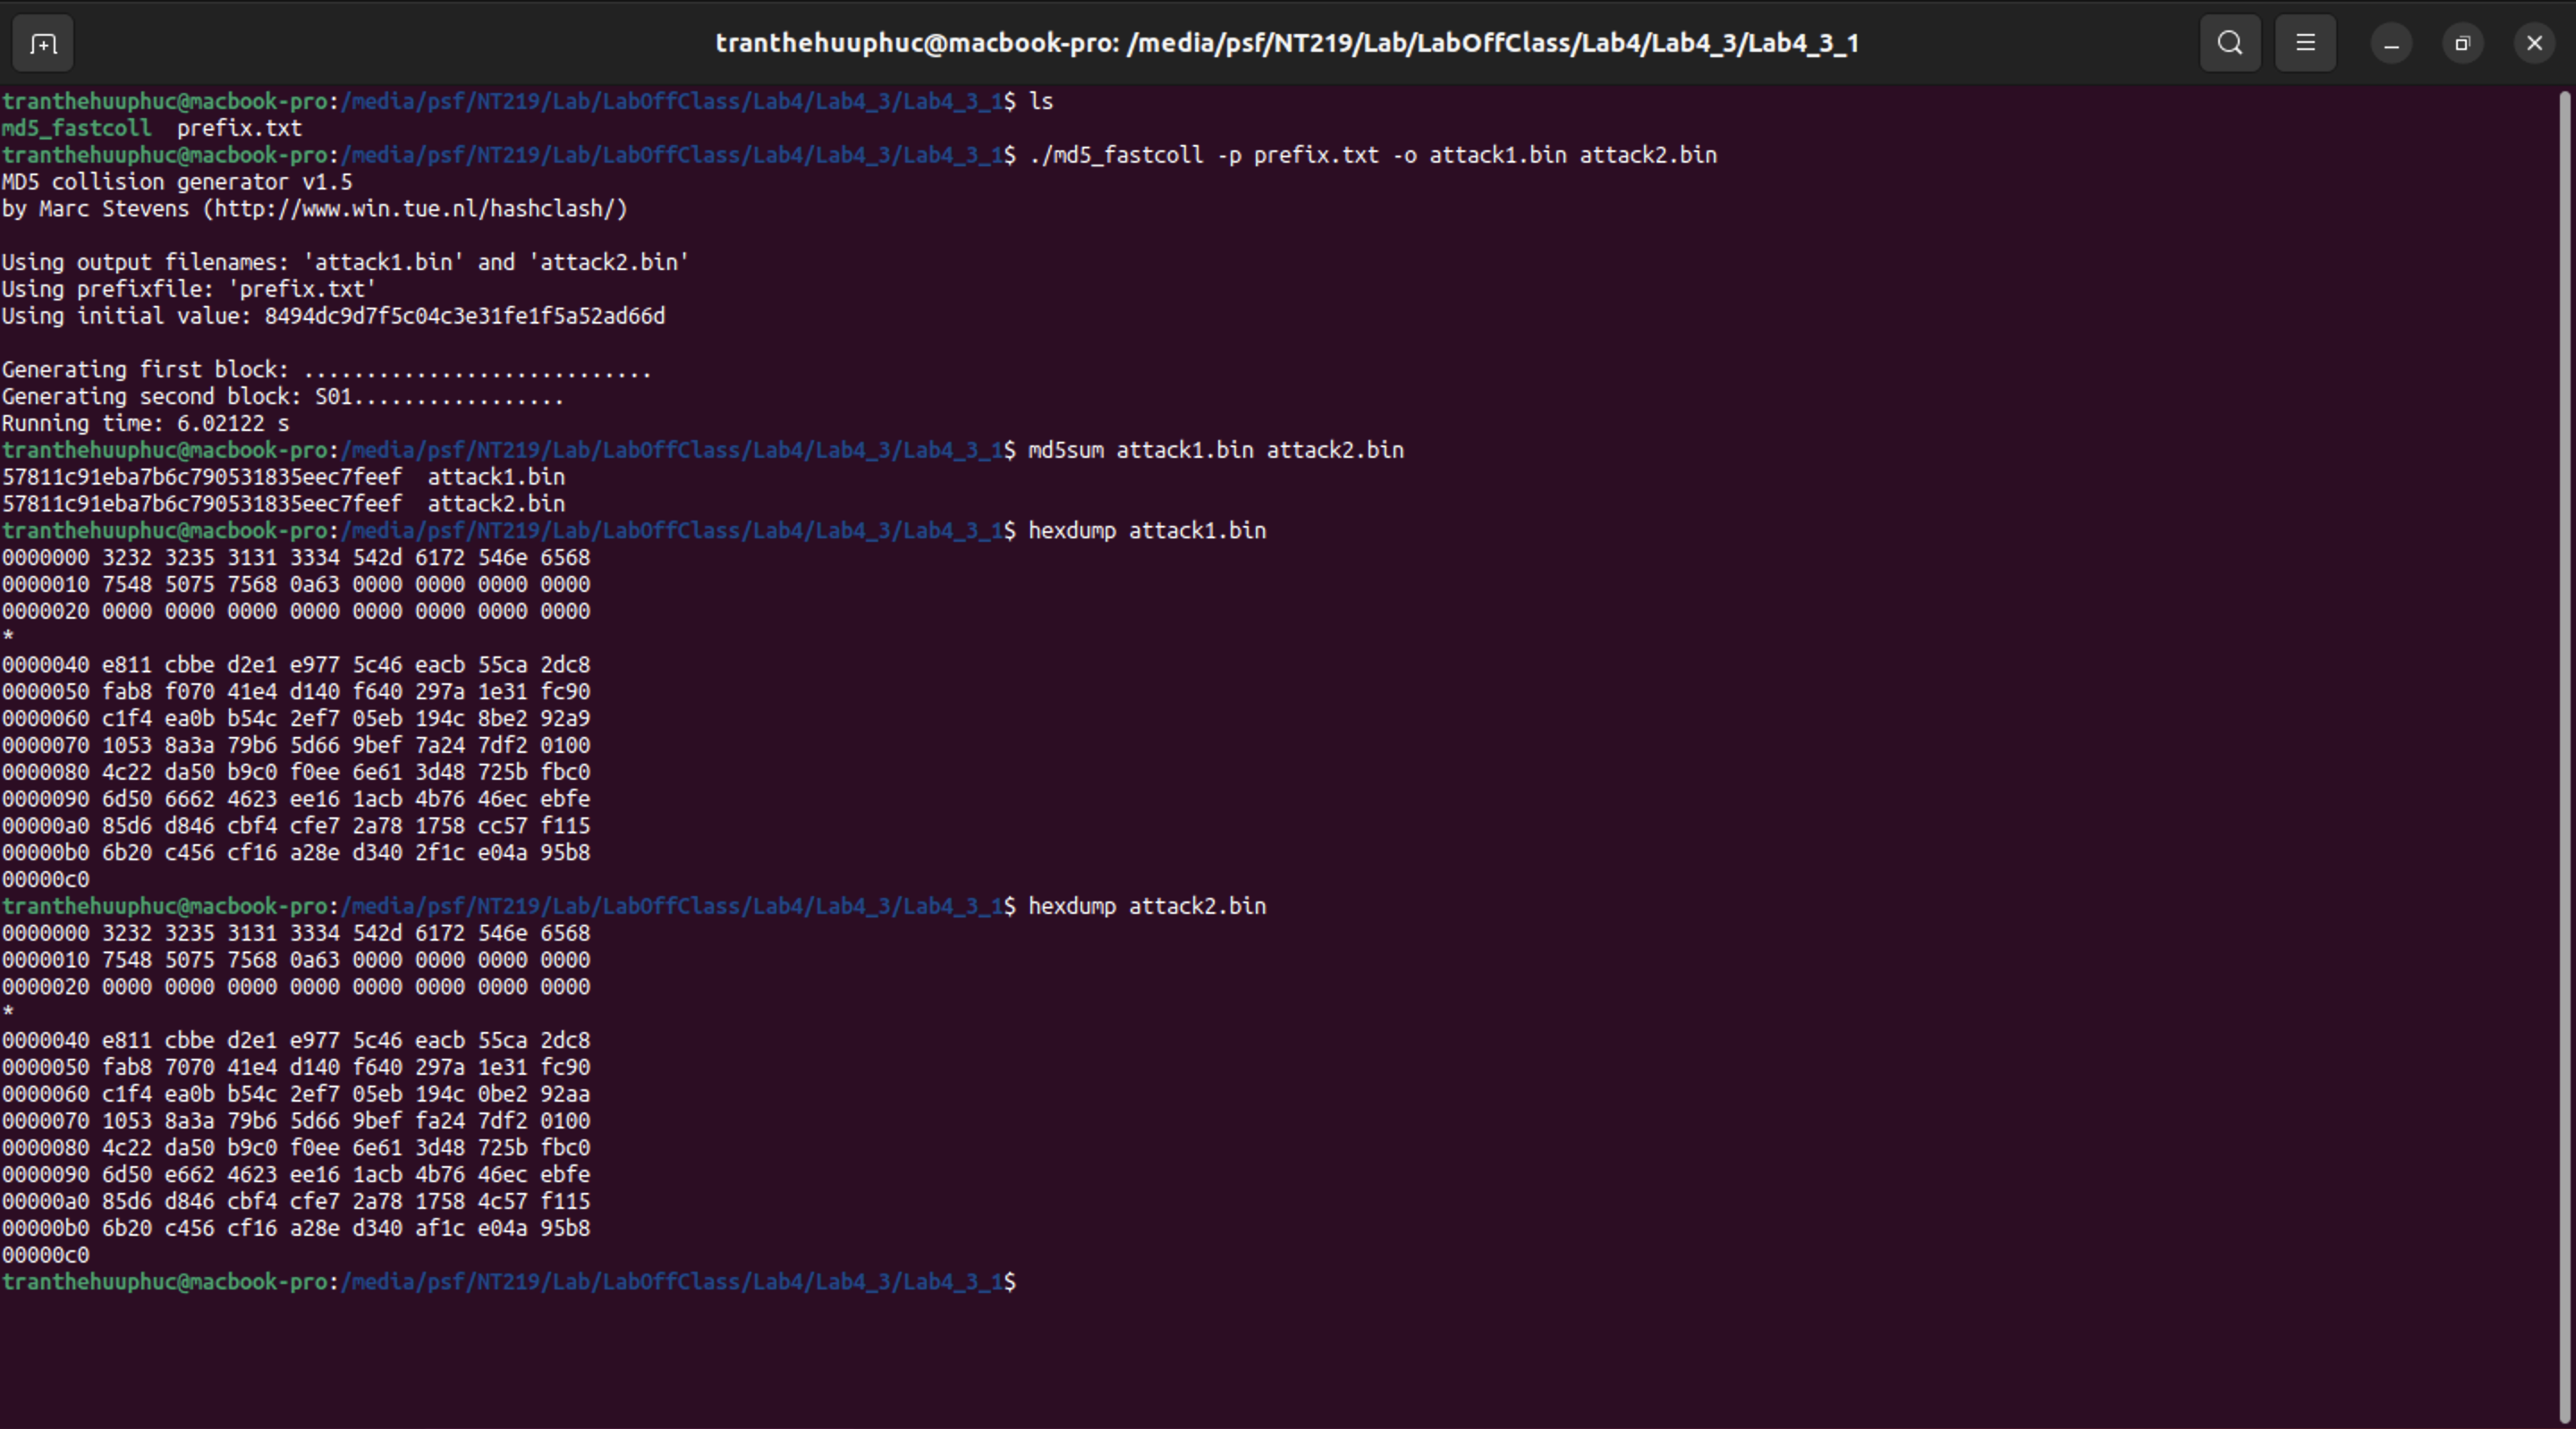 tranthehuuphuc@macbook-pro: /media/psf/NT219/Lab/LabOffClass/Lab4/Lab4_3/Lab4_3_1
tranthehuuphuc@macbook-pro:/media/psf/NT219/Lab/LabOffClass/Lab4/Lab4_3/Lab4_3_1$ ls
md5_fastcoll  prefix.txt
tranthehuuphuc@macbook-pro:/media/psf/NT219/Lab/LabOffClass/Lab4/Lab4_3/Lab4_3_1$ ./md5_fastcoll -p prefix.txt -o attack1.bin attack2.bin
MD5 collision generator v1.5
by Marc Stevens (http://www.win.tue.nl/hashclash/)
Using output filenames: 'attack1.bin' and 'attack2.bin'
Using prefixfile: 'prefix.txt'
Using initial value: 8494dc9d7f5c04c3e31fe1f5a52ad66d
Generating first block: ............................
Generating second block: S01.................
Running time: 6.02122 s
tranthehuuphuc@macbook-pro:/media/psf/NT219/Lab/LabOffClass/Lab4/Lab4_3/Lab4_3_1$ md5sum attack1.bin attack2.bin
57811c91eba7b6c790531835eec7feef  attack1.bin
57811c91eba7b6c790531835eec7feef  attack2.bin
tranthehuuphuc@macbook-pro:/media/psf/NT219/Lab/LabOffClass/Lab4/Lab4_3/Lab4_3_1$ hexdump attack1.bin
0000000 3232 3235 3131 3334 542d 6172 546e 6568
0000010 7548 5075 7568 0a63 0000 0000 0000 0000
0000020 0000 0000 0000 0000 0000 0000 0000 0000
*
0000040 e811 cbbe d2e1 e977 5c46 eacb 55ca 2dc8
0000050 fab8 f070 41e4 d140 f640 297a 1e31 fc90
0000060 c1f4 ea0b b54c 2ef7 05eb 194c 8be2 92a9
0000070 1053 8a3a 79b6 5d66 9bef 7a24 7df2 0100
0000080 4c22 da50 b9c0 f0ee 6e61 3d48 725b fbc0
0000090 6d50 6662 4623 ee16 1acb 4b76 46ec ebfe
00000a0 85d6 d846 cbf4 cfe7 2a78 1758 cc57 f115
00000b0 6b20 c456 cf16 a28e d340 2f1c e04a 95b8
00000c0
tranthehuuphuc@macbook-pro:/media/psf/NT219/Lab/LabOffClass/Lab4/Lab4_3/Lab4_3_1$ hexdump attack2.bin
0000000 3232 3235 3131 3334 542d 6172 546e 6568
0000010 7548 5075 7568 0a63 0000 0000 0000 0000
0000020 0000 0000 0000 0000 0000 0000 0000 0000
*
0000040 e811 cbbe d2e1 e977 5c46 eacb 55ca 2dc8
0000050 fab8 7070 41e4 d140 f640 297a 1e31 fc90
0000060 c1f4 ea0b b54c 2ef7 05eb 194c 0be2 92aa
0000070 1053 8a3a 79b6 5d66 9bef fa24 7df2 0100
0000080 4c22 da50 b9c0 f0ee 6e61 3d48 725b fbc0
0000090 6d50 e662 4623 ee16 1acb 4b76 46ec ebfe
00000a0 85d6 d846 cbf4 cfe7 2a78 1758 4c57 f115
00000b0 6b20 c456 cf16 a28e d340 af1c e04a 95b8
00000c0
tranthehuuphuc@macbook-pro:/media/psf/NT219/Lab/LabOffClass/Lab4/Lab4_3/Lab4_3_1$